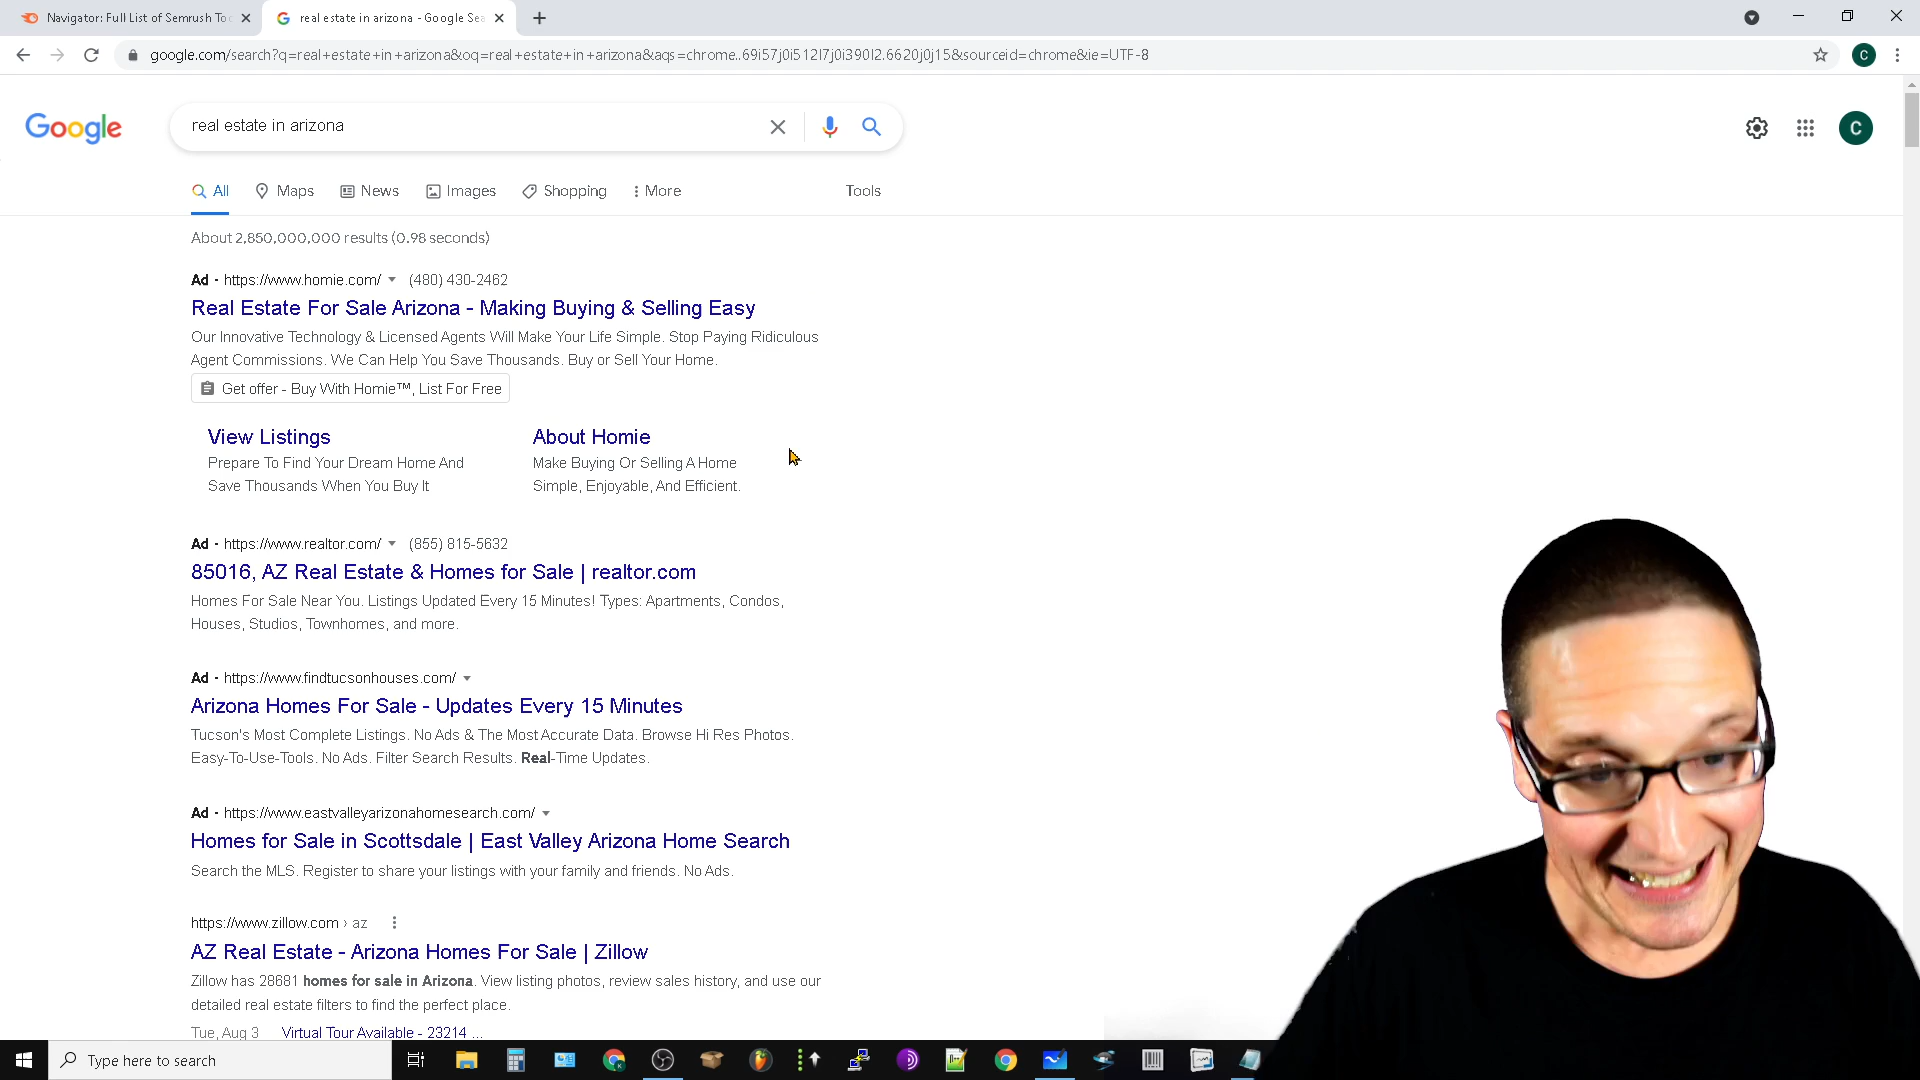 Navigator: Full List of Semrush To
real estate in arizona - Google Sea
google.com/search?q=real+estate+in+arizona&oq=real+estate+in+arizona&aqs=chrome..69i57j0i512l7j0i390l2.6620j0j15&sourceid=chrome&ie=UTF-8
C
Google
real estate in arizona
C
All
Maps
News
Images
Shopping
More
Tools
About 2,850,000,000 results (0.98 seconds)
Ad · https://www.homie.com/ (480) 430-2462
Real Estate For Sale Arizona - Making Buying & Selling Easy
Our Innovative Technology & Licensed Agents Will Make Your Life Simple. Stop Paying Ridiculous
Agent Commissions. We Can Help You Save Thousands. Buy or Sell Your Home.
Get offer - Buy With Homie™, List For Free
View Listings
Prepare To Find Your Dream Home And
Save Thousands When You Buy It
About Homie
Make Buying Or Selling A Home
Simple, Enjoyable, And Efficient.
Ad · https://www.realtor.com/ (855) 815-5632
85016, AZ Real Estate & Homes for Sale | realtor.com
Homes For Sale Near You. Listings Updated Every 15 Minutes! Types: Apartments, Condos,
Houses, Studios, Townhomes, and more.
Ad · https://www.findtucsonhouses.com/
Arizona Homes For Sale - Updates Every 15 Minutes
Tucson's Most Complete Listings. No Ads & The Most Accurate Data. Browse Hi Res Photos.
Easy-To-Use-Tools. No Ads. Filter Search Results. Real-Time Updates.
Ad · https://www.eastvalleyarizonahomesearch.com/
Homes for Sale in Scottsdale | East Valley Arizona Home Search
Search the MLS. Register to share your listings with your family and friends. No Ads.
https://www.zillow.com › az
AZ Real Estate - Arizona Homes For Sale | Zillow
Zillow has 28681 homes for sale in Arizona. View listing photos, review sales history, and use our
detailed real estate filters to find the perfect place.
Tue, Aug 3 Virtual Tour Available - 23214 ...
Type here to search